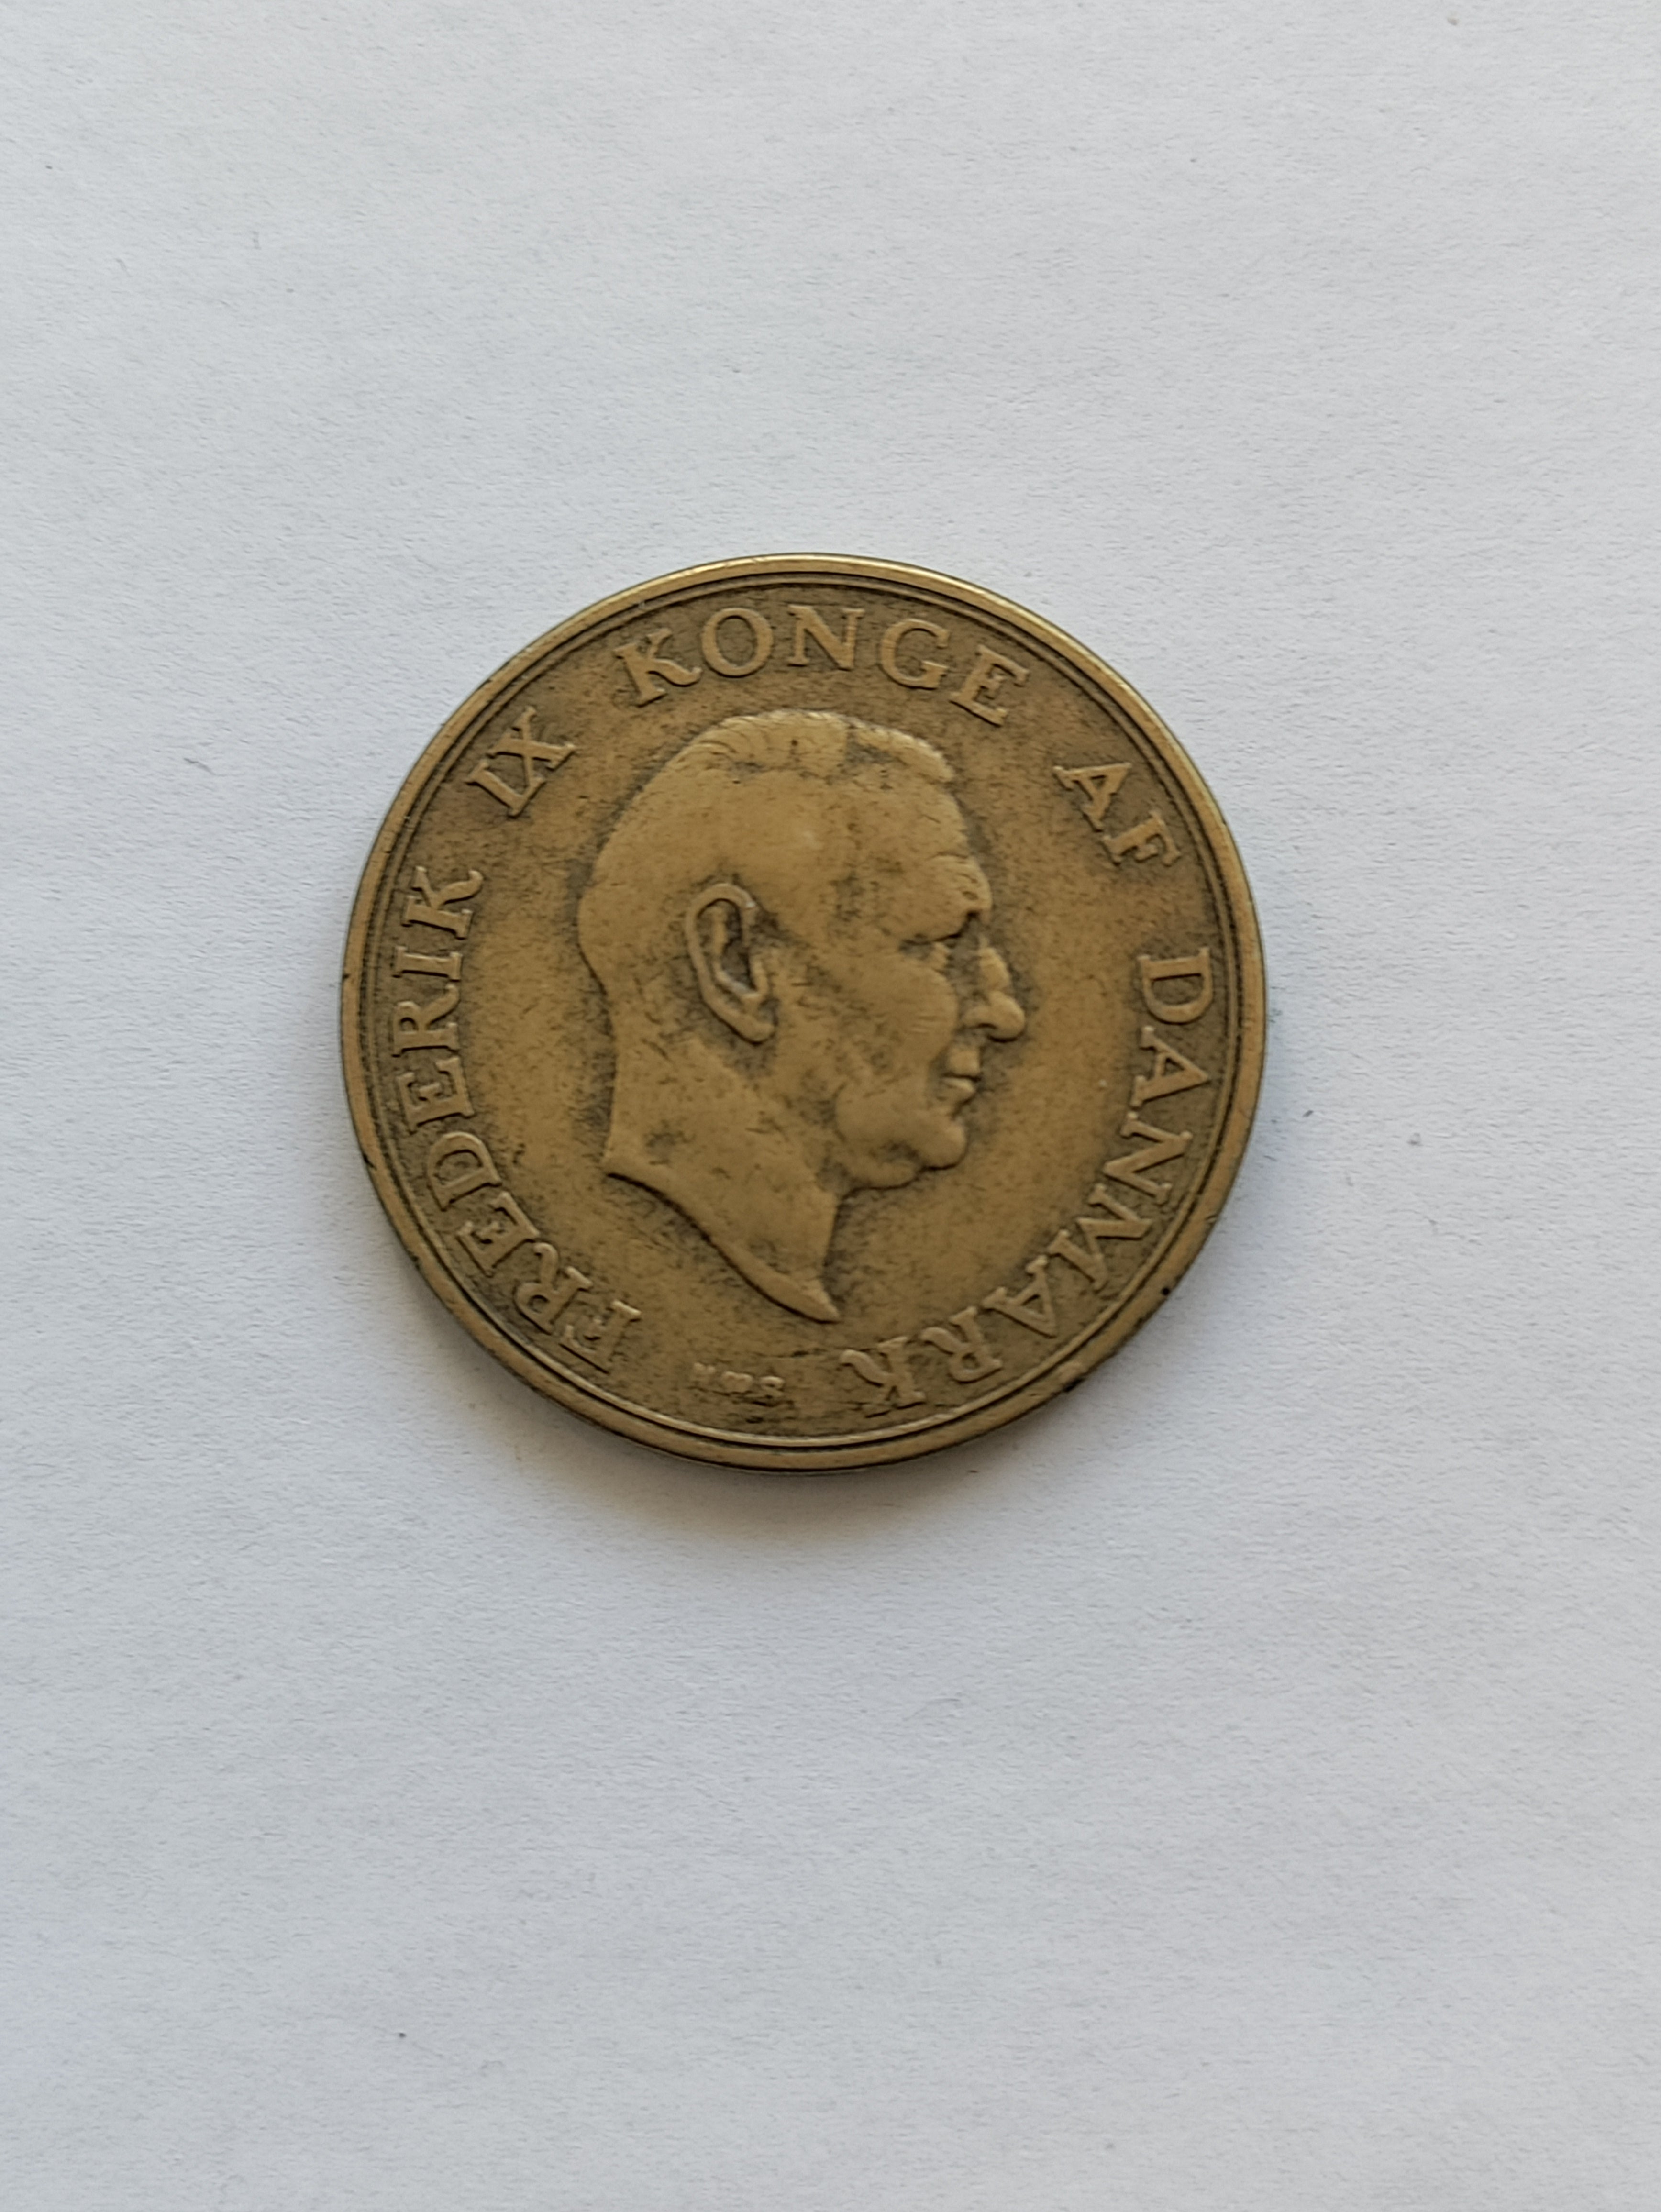 FREDERIK IX KONGE AF DANMARK